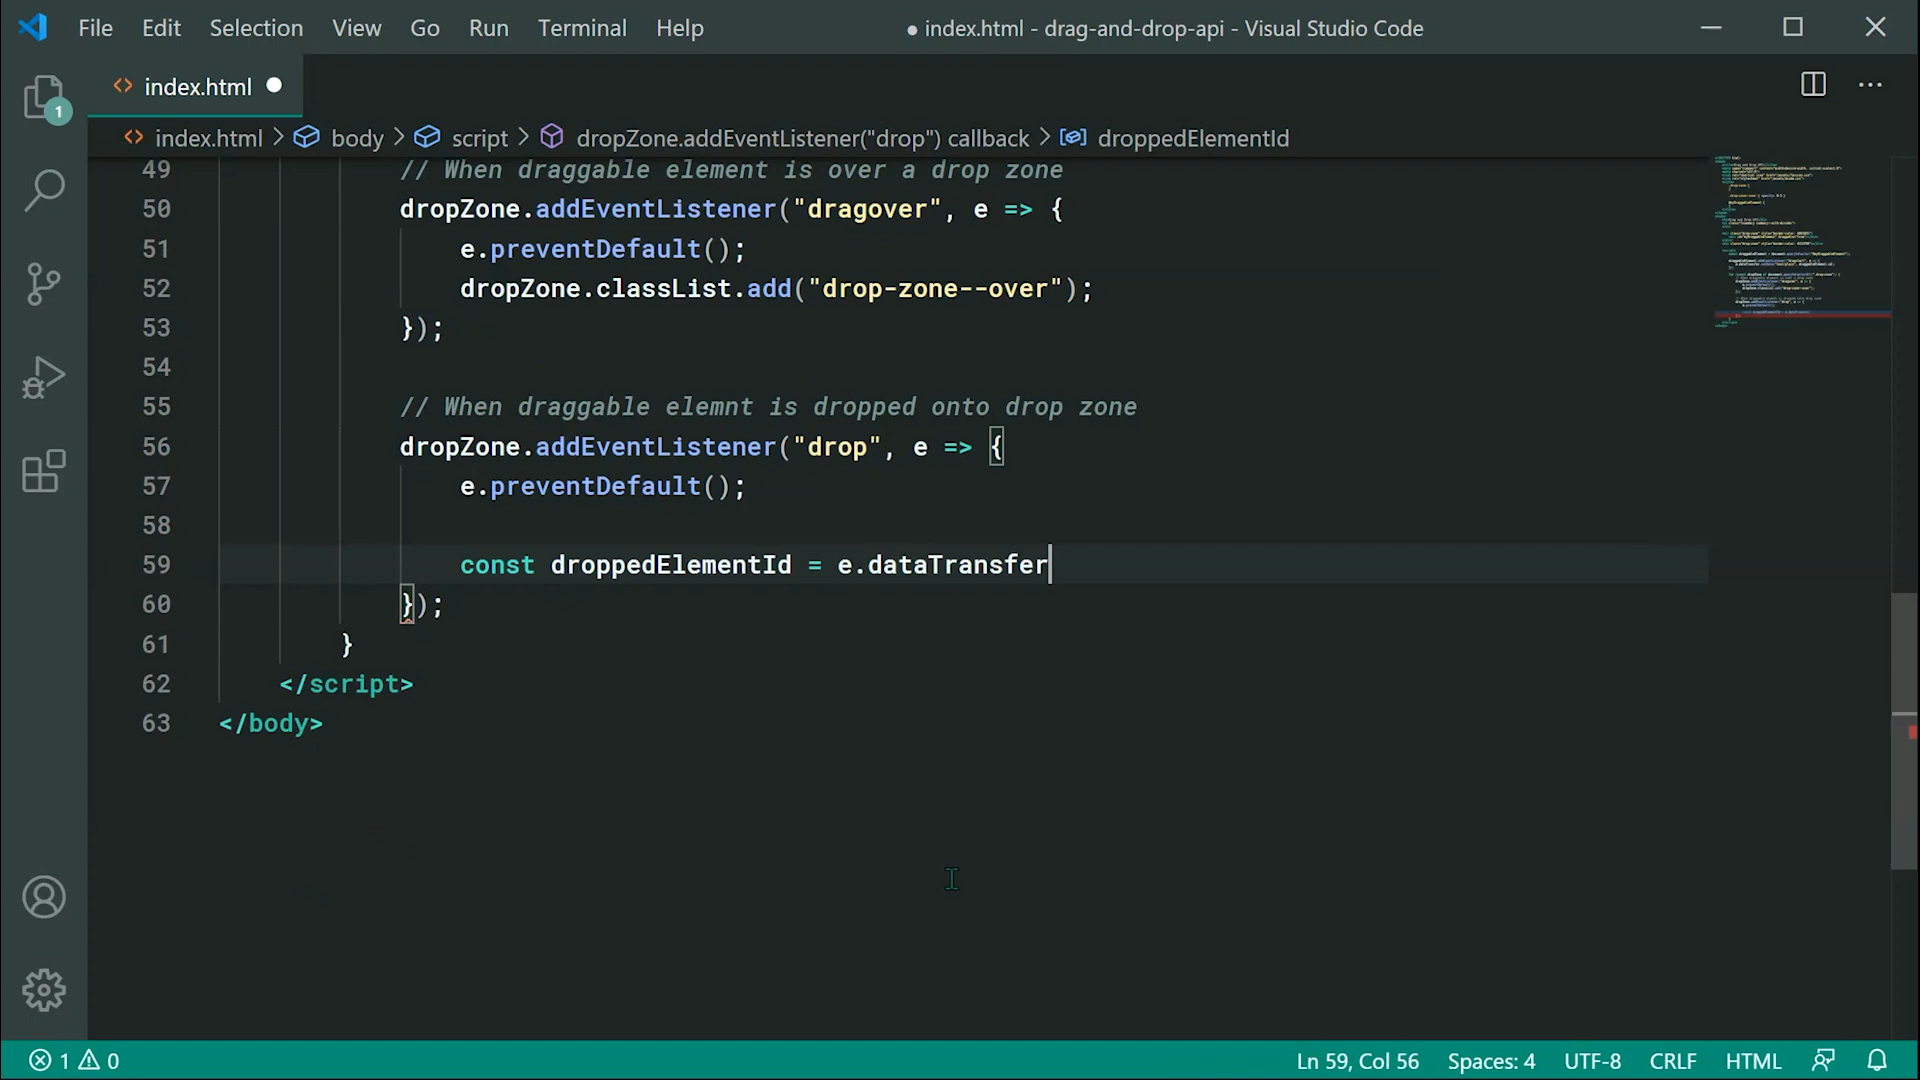 File Edit Selection View Go Run Terminal Help ● index.html - drag-and-drop-api - Visual Studio Code
index.html
1
index.html > body > script > dropZone.addEventListener("drop") callback > droppedElementId
49 // When draggable element is over a drop zone
50 dropZone.addEventListener("dragover", e => {
51 e.preventDefault();
52 dropZone.classList.add("drop-zone--over");
53 });
54
55 // When draggable elemnt is dropped onto drop zone
56 dropZone.addEventListener("drop", e => {
57 e.preventDefault();
58
59 const droppedElementId = e.dataTransfer
60 });
61 }
62 </script>
63 </body>
1 0 Ln 59, Col 56 Spaces: 4 UTF-8 CRLF HTML